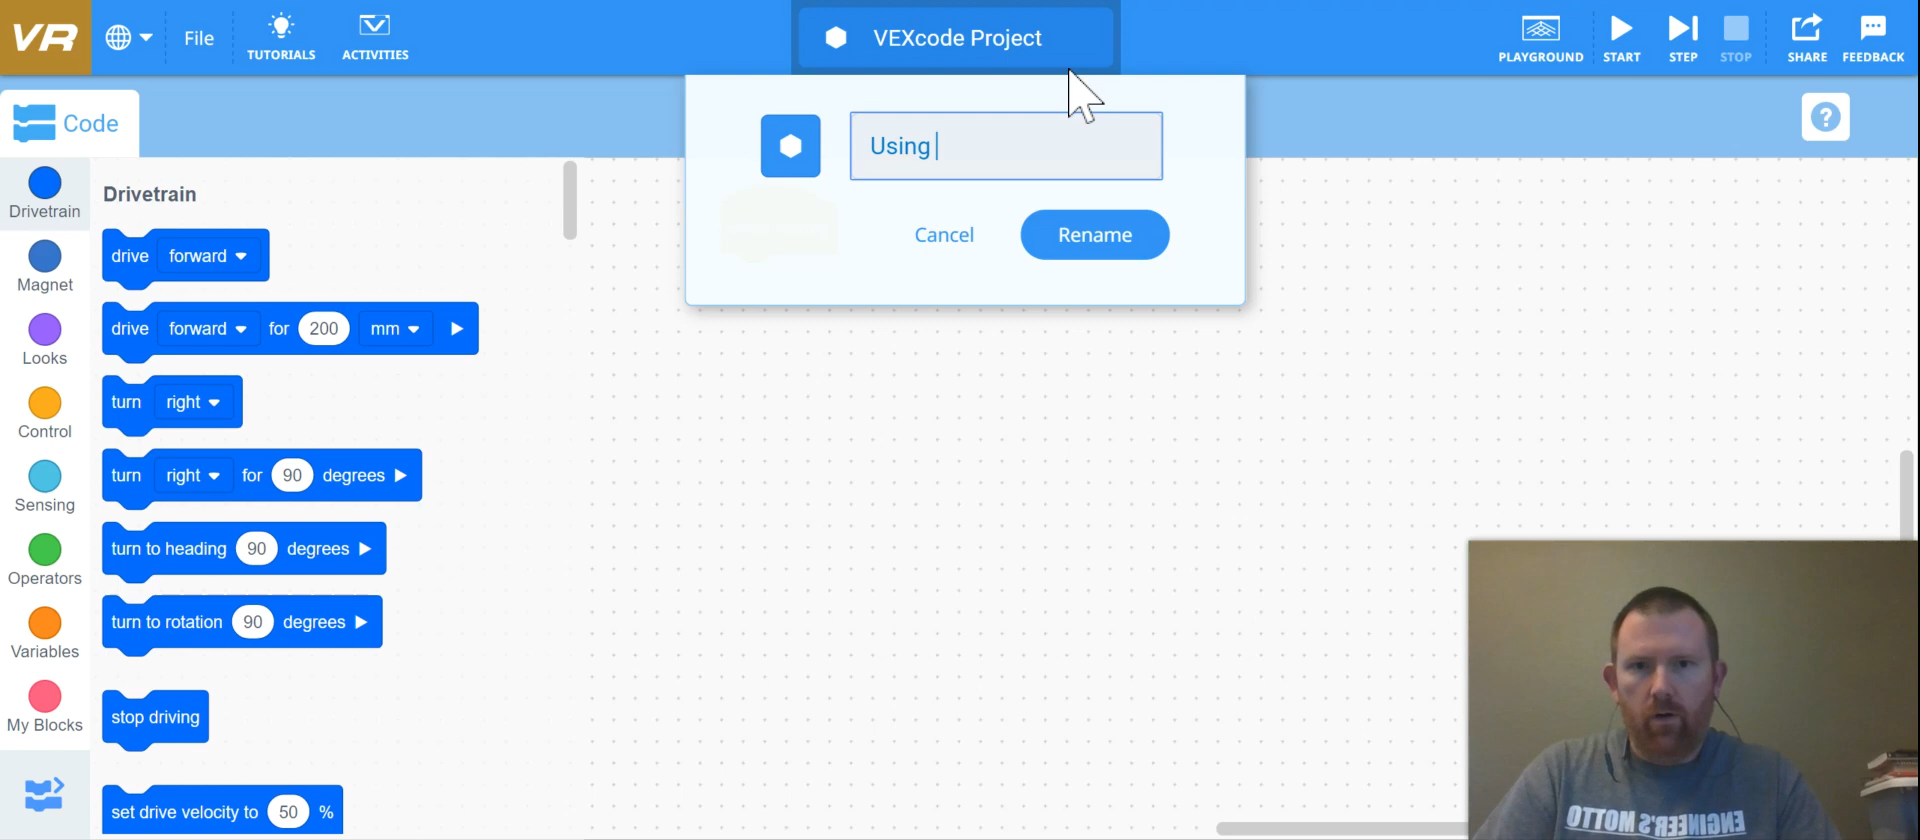 VR
File
TUTORIALS
ACTIVITIES
VEXcode Project
PLAYGROUND
START
STEP
STOP
SHARE
FEEDBACK
Code
?
Using
Cancel
Rename
Drivetrain
Magnet
Looks
Control
Sensing
Operators
Variables
My Blocks
Drivetrain
drive forward
drive forward for 200 mm
turn right
turn right for 90 degrees
turn to heading 90 degrees
turn to rotation 90 degrees
stop driving
set drive velocity to 50 %
ENGINEER'S MOTTO